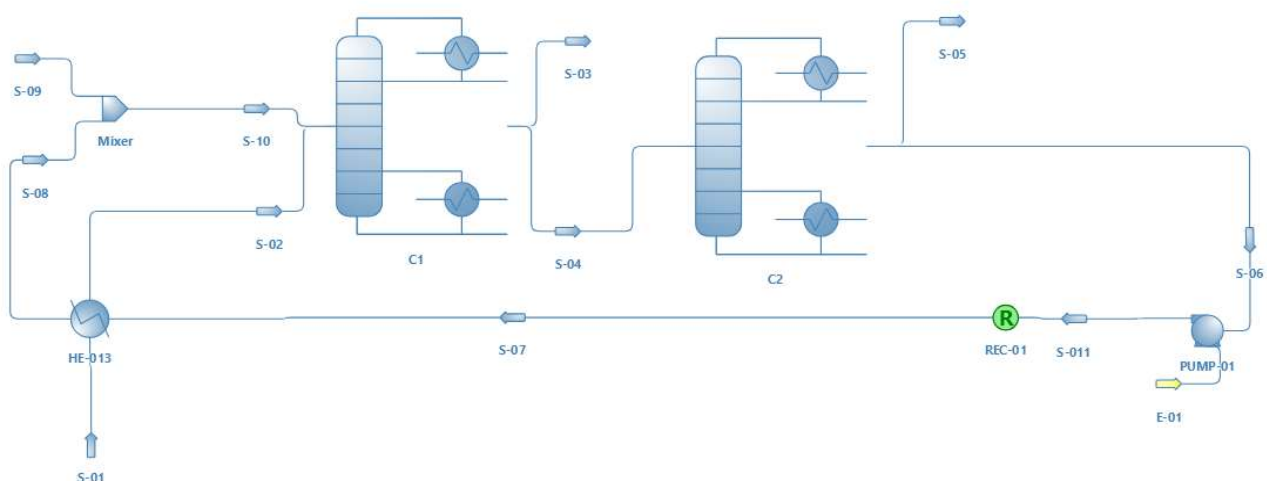 S-03
S-05
S-09
Mixer
S-10
S-08
S-02
C1
S-04
C2
S-06
HE-013
S-07
R
REC-01
S-011
PUMP-01
E-01
S-01